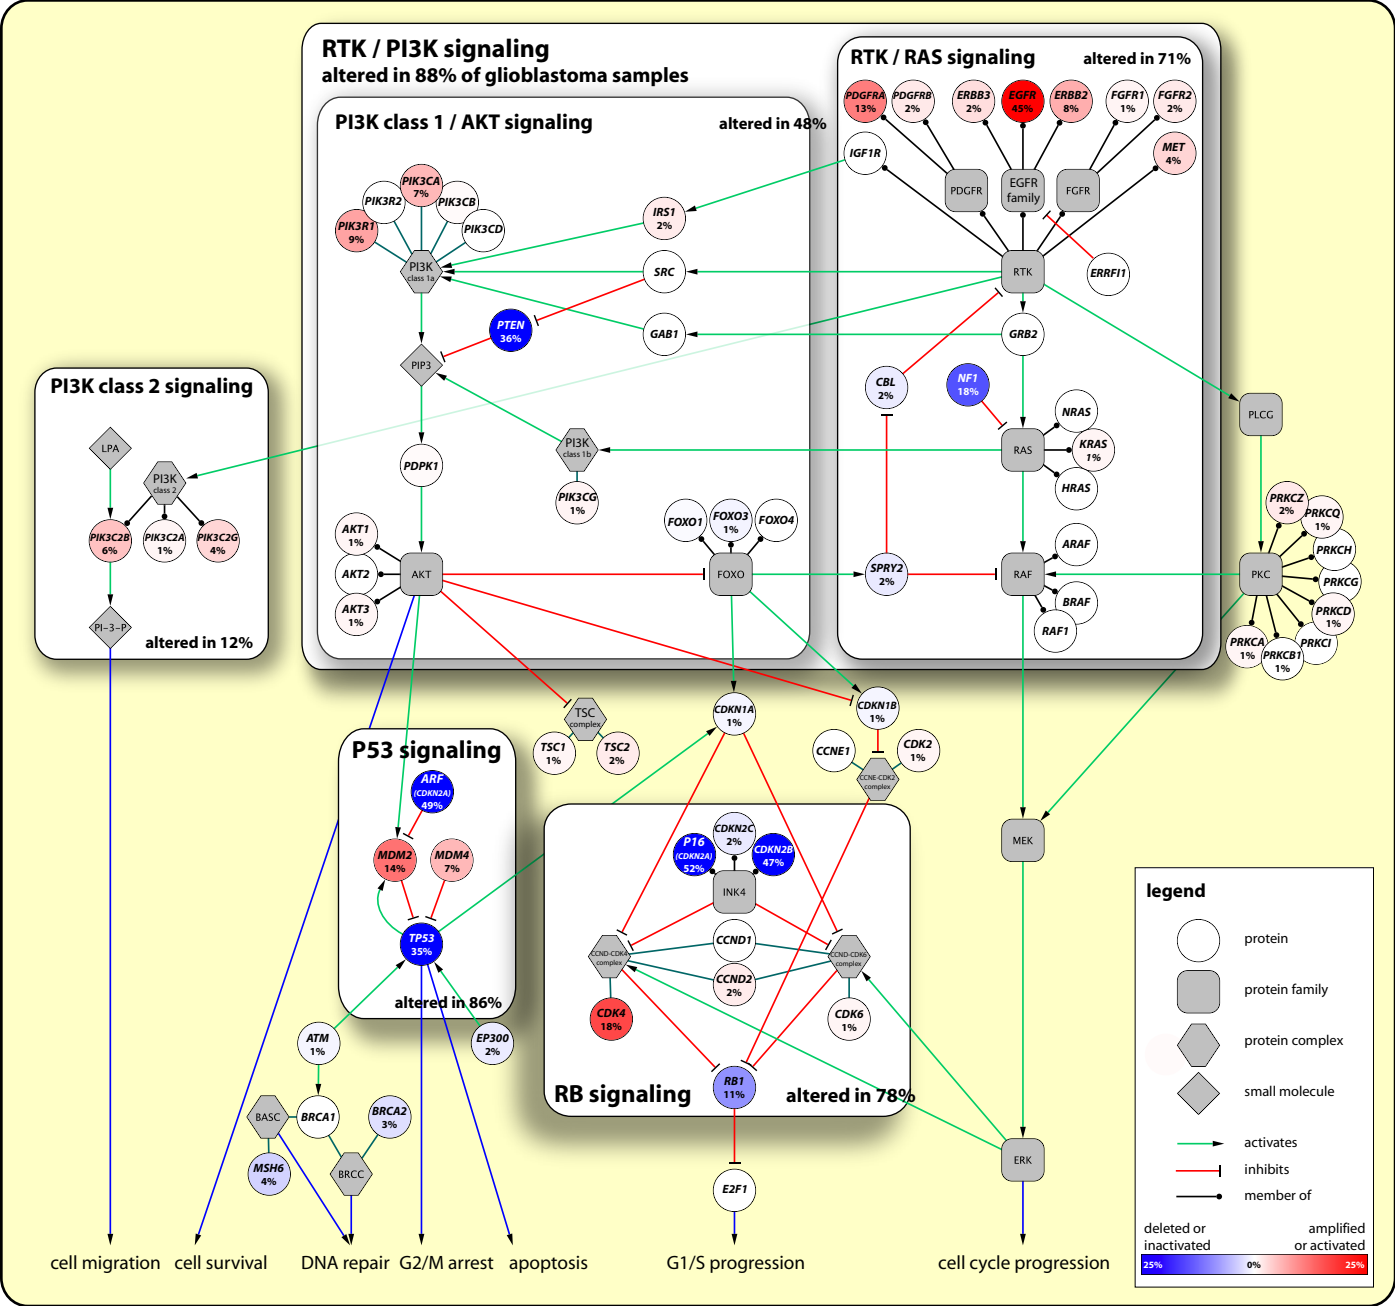 RTK / PI3K signaling
altered in 88% of glioblastoma samples
RTK / RAS signaling
altered in 71%
PDGFRA
13%
PDGFRB
2%
ERBB3
2%
EGFR
45%
ERBB2
8%
FGFR1
1%
FGFR2
2%
IGF1R
MET
4%
PDGFR
EGFR
family
FGFR
RTK
ERRFI1
GRB2
CBL
2%
NF1
18%
RAS
NRAS
KRAS
1%
HRAS
SPRY2
2%
RAF
ARAF
BRAF
RAF1
PI3K class 1 / AKT signaling
altered in 48%
PIK3CA
7%
PIK3R2
PIK3CB
PIK3R1
9%
PIK3CD
IRS1
2%
PI3K
class 1a
SRC
PTEN
36%
GAB1
PIP3
PI3K
class 1b
PDPK1
PIK3CG
1%
AKT1
1%
AKT2
AKT3
1%
AKT
FOXO1
FOXO3
1%
FOXO4
FOXO
PI3K class 2 signaling
LPA
PI3K
class 2
PIK3C2B
6%
PIK3C2A
1%
PIK3C2G
4%
PI-3-P
altered in 12%
PLCG
PKC
PRKCZ
2%
PRKCQ
1%
PRKCH
PRKCG
PRKCD
1%
PRKCI
PRKCB1
1%
PRKCA
1%
TSC
complex
TSC1
1%
TSC2
2%
CDKN1A
1%
CDKN1B
1%
CCNE1
CDK2
1%
CCNE-CDK2
complex
P53 signaling
ARF
(CDKN2A)
49%
MDM2
14%
MDM4
7%
TP53
35%
altered in 86%
ATM
1%
EP300
2%
BASC
BRCA1
BRCA2
3%
MSH6
4%
BRCC
P16
(CDKN2A)
52%
CDKN2C
2%
CDKN2B
47%
INK4
CCND1
CCND-CDK4
complex
CCND-CDK6
complex
CCND2
2%
CDK4
18%
CDK6
1%
RB1
11%
RB signaling
altered in 78%
E2F1
MEK
ERK
legend
protein
protein family
protein complex
small molecule
activates
inhibits
member of
deleted or
inactivated
amplified
or activated
25%
0%
25%
cell migration
cell survival
DNA repair
G2/M arrest
apoptosis
G1/S progression
cell cycle progression